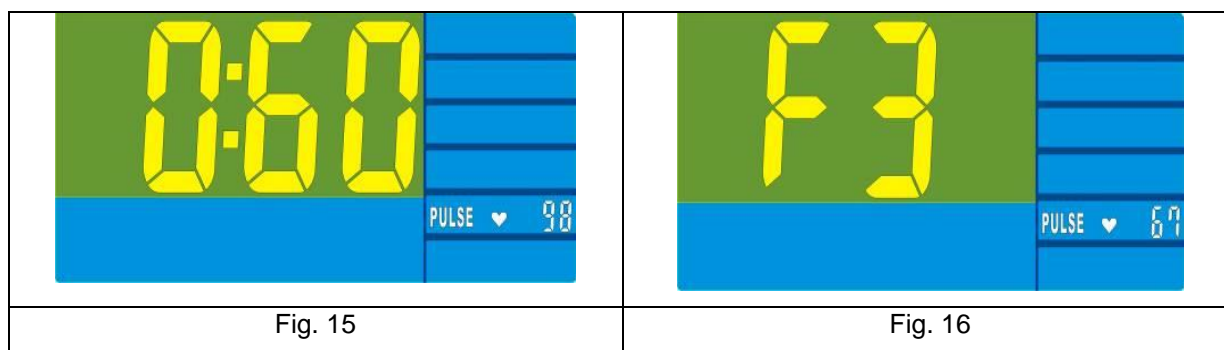 0:60
PULSE ♥ 98
F3
PULSE ♥ 67
Fig. 15
Fig. 16